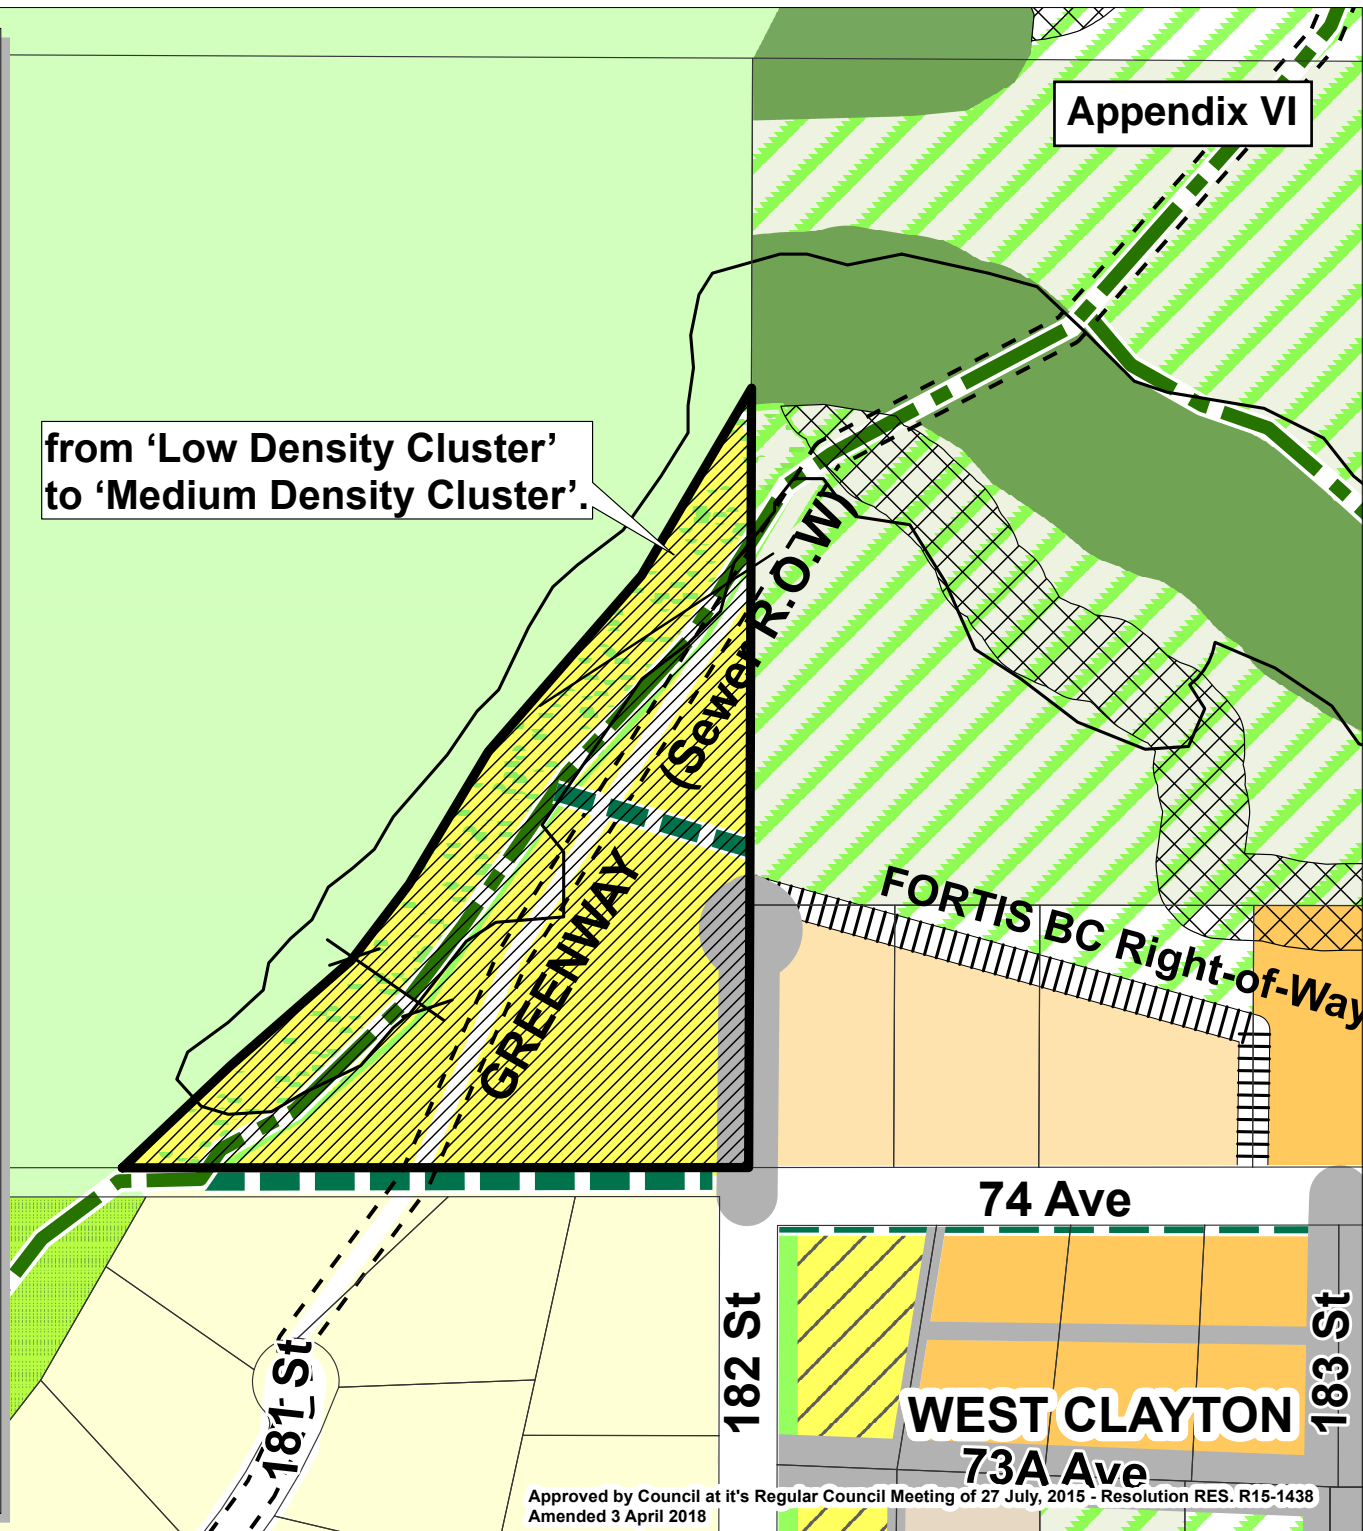 Appendix VI
from ‘Low Density Cluster’
to ‘Medium Density Cluster’.
(Sewer R.O.W)
GREENWAY
FORTIS BC Right-of-Way
74 Ave
182 St
183 St
181 St
WEST CLAYTON
73A Ave
Approved by Council at it's Regular Council Meeting of 27 July, 2015 - Resolution RES. R15-1438
Amended 3 April 2018